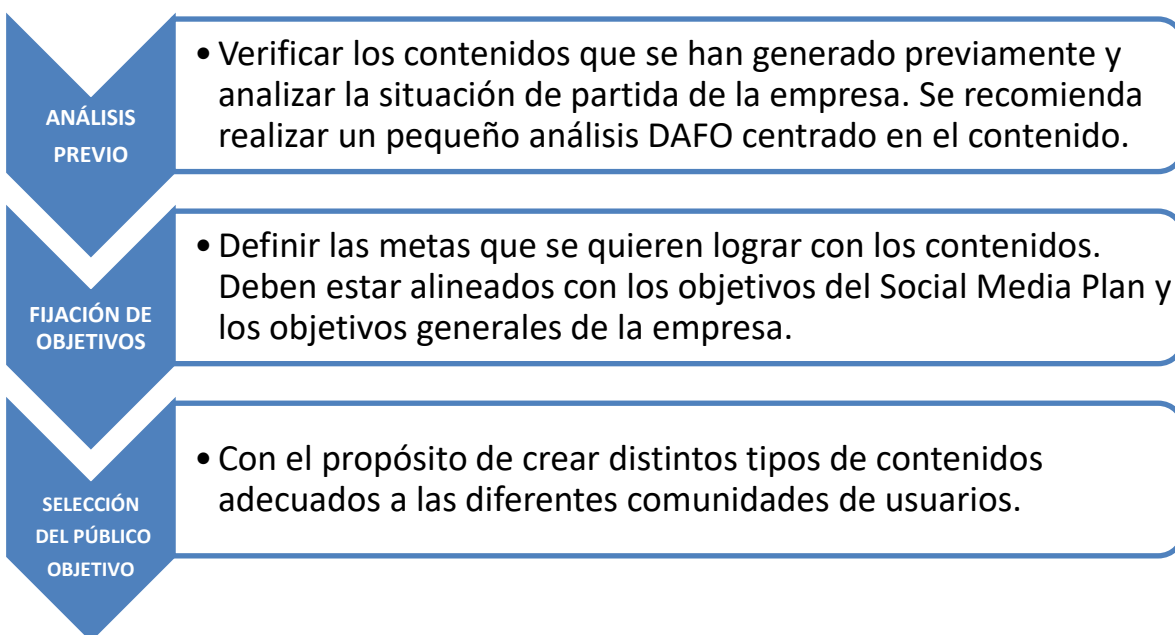 ANÁLISIS
PREVIO
• Verificar los contenidos que se han generado previamente y
analizar la situación de partida de la empresa. Se recomienda
realizar un pequeño análisis DAFO centrado en el contenido.
FIJACIÓN DE
OBJETIVOS
• Definir las metas que se quieren lograr con los contenidos.
Deben estar alineados con los objetivos del Social Media Plan y
los objetivos generales de la empresa.
SELECCIÓN
DEL PÚBLICO
OBJETIVO
• Con el propósito de crear distintos tipos de contenidos
adecuados a las diferentes comunidades de usuarios.